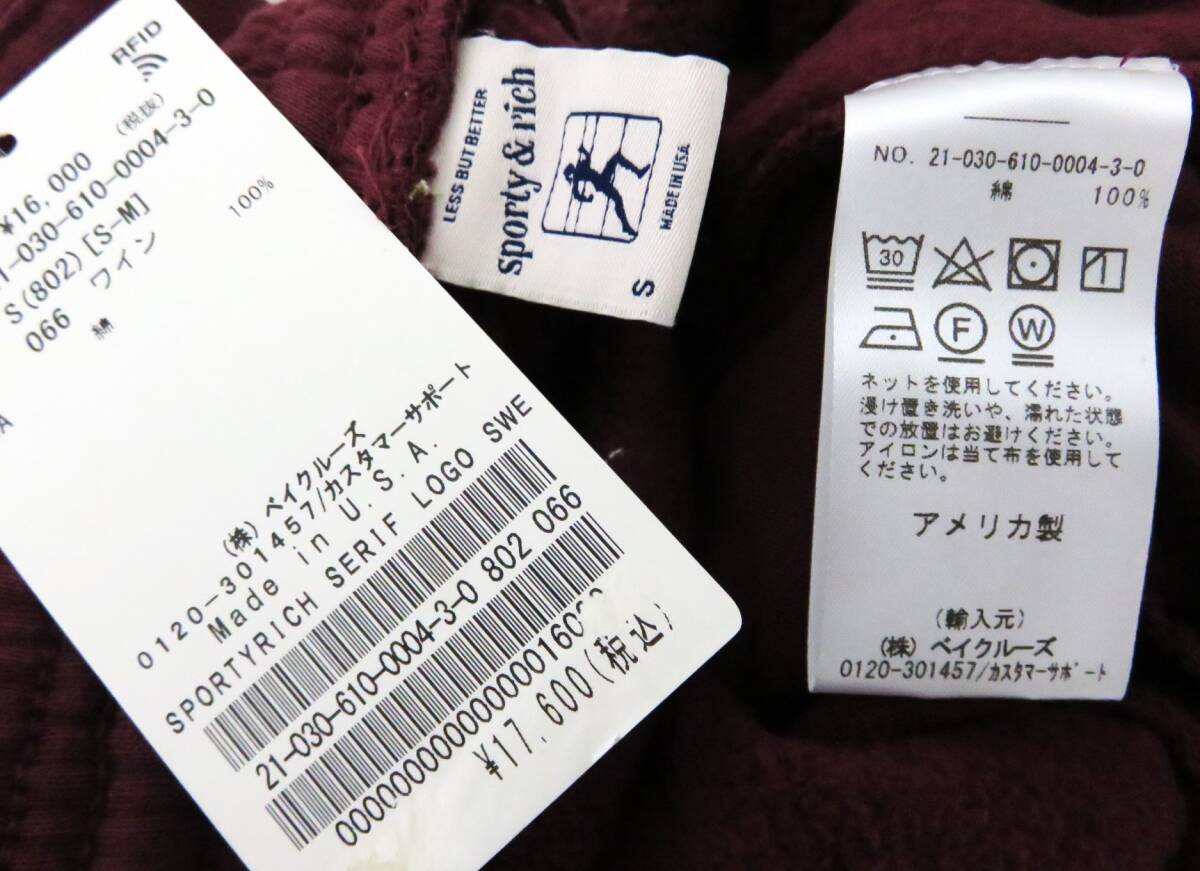 RFID
(税抜)
¥16,000
21-030-610-0004-3-0
S(802) [S-M]
066 ワイン
綿 100%
(株) ベイクルーズ
0120-301457/カスタマーサポート
Made in U.S.A.
SPORTYRICH SERIF LOGO SWE
21-030-610-0004-3-0 802 066
¥17,600(税込)
LESS BUT BETTER
sporty & rich
MADE IN USA
S
NO. 21-030-610-0004-3-0
綿 100%
30
F
W
ネットを使用してください。
浸け置き洗いや、濡れた状態
での放置はお避けください。
アイロンは当て布を使用して
ください。
アメリカ製
(輸入元)
(株) ベイクルーズ
0120-301457/カスタマーサポート